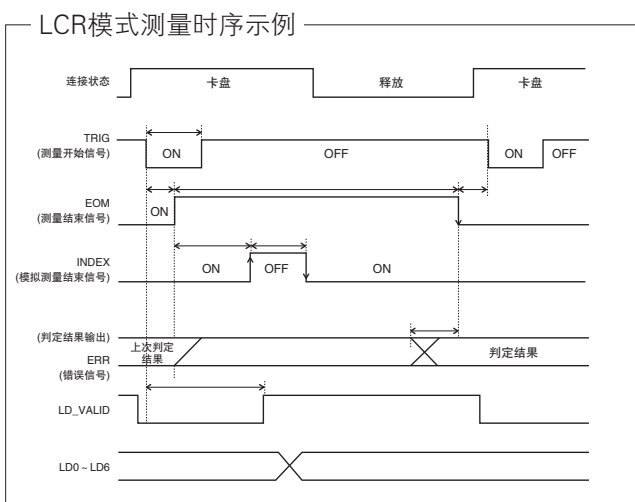 LCR模式测量时序示例
连接状态
卡盘
释放
卡盘
TRIG
(测量开始信号)
ON
OFF
ON
OFF
EOM
(测量结束信号)
ON
INDEX
(模拟测量结束信号)
ON
OFF
ON
(判定结果输出)
ERR
(错误信号)
上次判定
结果
判定结果
LD_VALID
LD0 ~ LD6